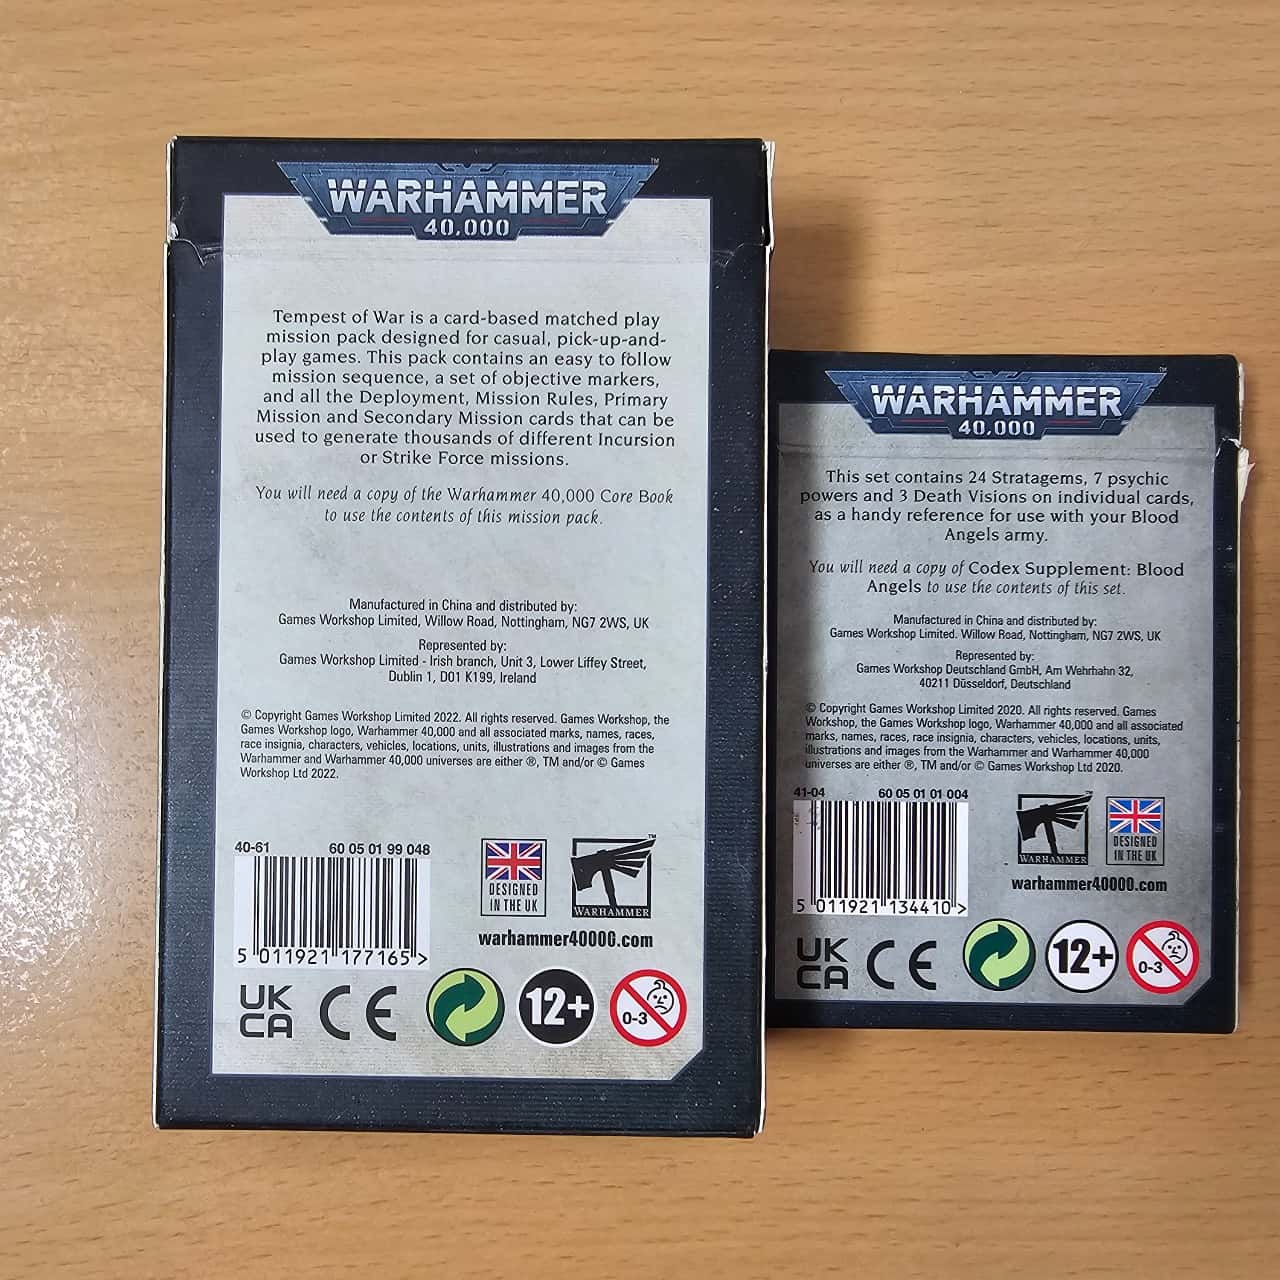 WARHAMMER
40,000
™
Tempest of War is a card-based matched play
mission pack designed for casual, pick-up-and-
play games. This pack contains an easy to follow
mission sequence, a set of objective markers,
and all the Deployment, Mission Rules, Primary
Mission and Secondary Mission cards that can be
used to generate thousands of different Incursion
or Strike Force missions.
You will need a copy of the Warhammer 40,000 Core Book
to use the contents of this mission pack.
Manufactured in China and distributed by:
Games Workshop Limited, Willow Road, Nottingham, NG7 2WS, UK
Represented by:
Games Workshop Limited - Irish branch, Unit 3, Lower Liffey Street,
Dublin 1, D01 K199, Ireland
© Copyright Games Workshop Limited 2022. All rights reserved. Games Workshop, the
Games Workshop logo, Warhammer 40,000 and all associated marks, names, races,
race insignia, characters, vehicles, locations, units, illustrations and images from the
Warhammer and Warhammer 40,000 universes are either ®, TM and/or © Games
Workshop Ltd 2022.
40-61 60 05 01 99 048
5 011921 177165 >
DESIGNED
IN THE UK
WARHAMMER
™
warhammer40000.com
UK
CA
CE
12+
0-3
WARHAMMER
40,000
™
This set contains 24 Stratagems, 7 psychic
powers and 3 Death Visions on individual cards,
as a handy reference for use with your Blood
Angels army.
You will need a copy of Codex Supplement: Blood
Angels to use the contents of this set.
Manufactured in China and distributed by:
Games Workshop Limited. Willow Road, Nottingham, NG7 2WS, UK
Represented by:
Games Workshop Deutschland GmbH, Am Wehrhahn 32,
40211 Düsseldorf, Deutschland
© Copyright Games Workshop Limited 2020. All rights reserved. Games
Workshop, the Games Workshop logo, Warhammer 40,000 and all associated
marks, names, races, race insignia, characters, vehicles, locations, units,
illustrations and images from the Warhammer and Warhammer 40,000
universes are either ®, TM and/or © Games Workshop Ltd 2020.
41-04 60 05 01 01 004
5 011921 134410 >
WARHAMMER
™
DESIGNED
IN THE UK
warhammer40000.com
UK
CA
CE
12+
0-3